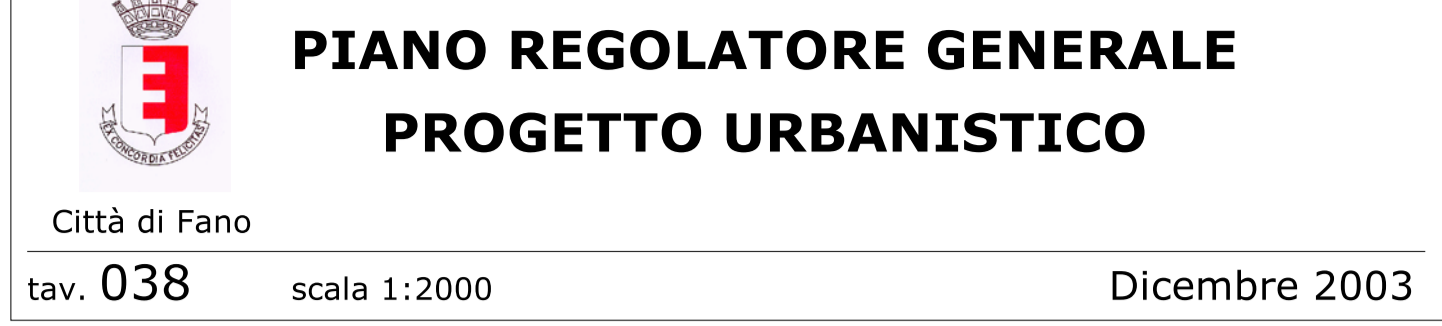 PIANO REGOLATORE GENERALE
PROGETTO URBANISTICO
EX CONCORDIA FELICITAS
Città di Fano
tav. 038 scala 1:2000 Dicembre 2003